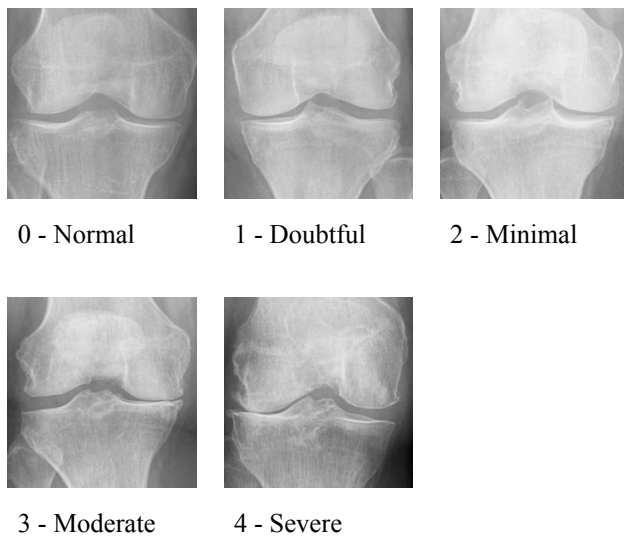 0 - Normal
1 - Doubtful
2 - Minimal
3 - Moderate
4 - Severe